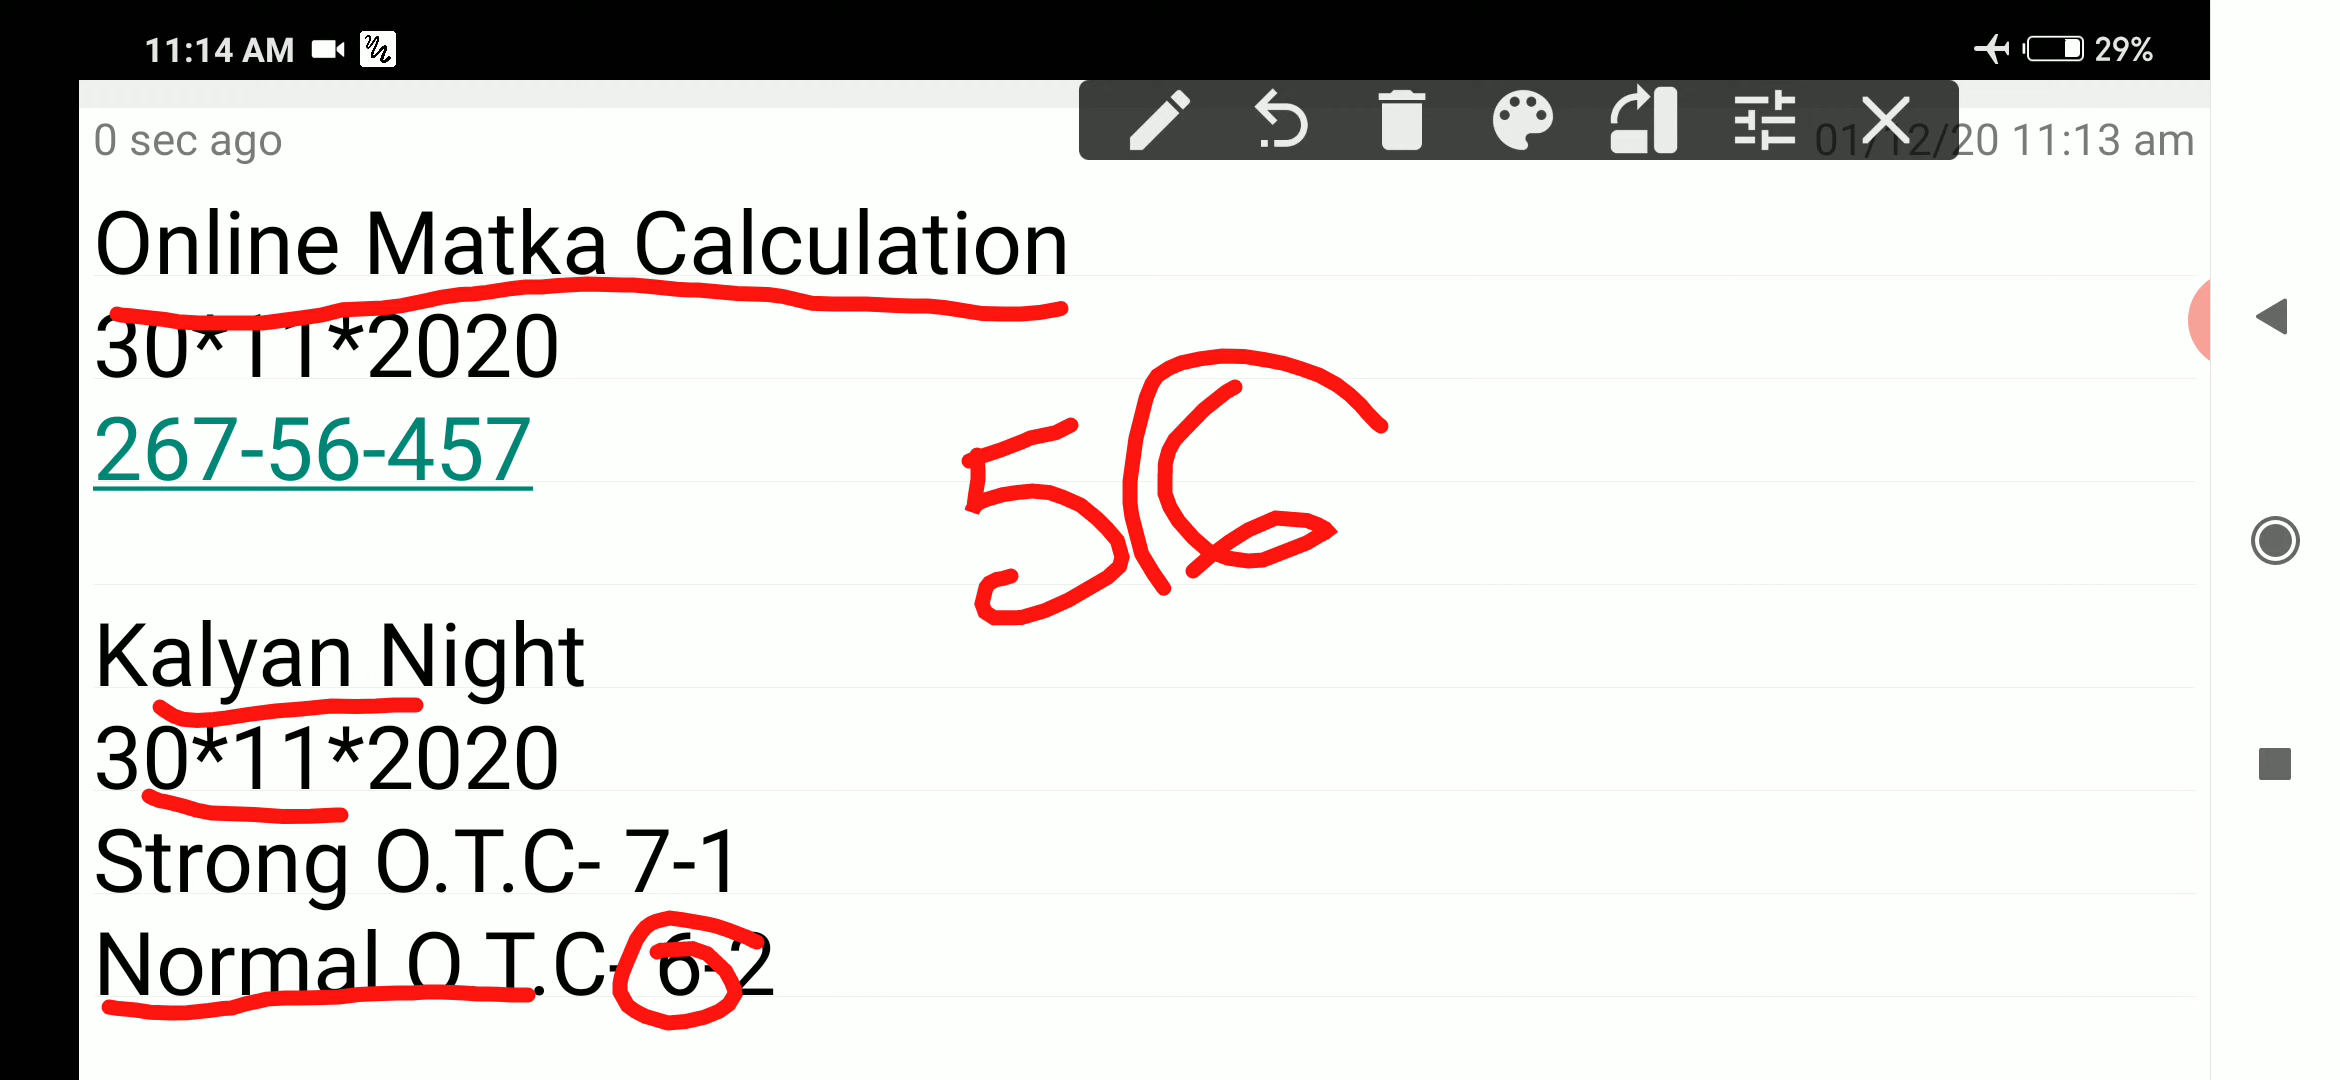 11:14 AM 29%
0 sec ago 01/12/20 11:13 am
Online Matka Calculation
30*11*2020
267-56-457
56
Kalyan Night
30*11*2020
Strong O.T.C- 7-1
Normal O.T.C- 6-2